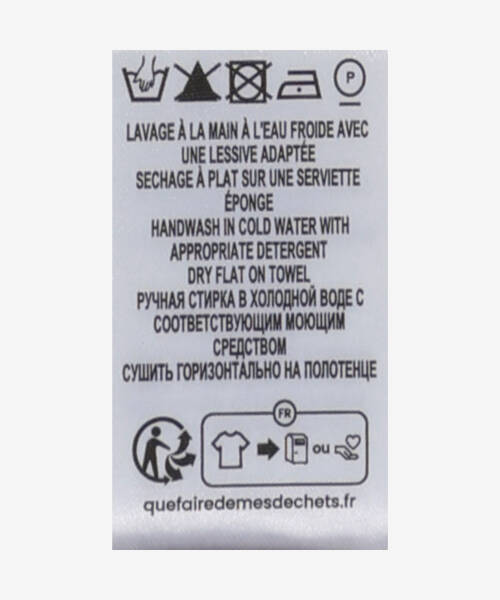 P
LAVAGE À LA MAIN À L'EAU FROIDE AVEC
UNE LESSIVE ADAPTÉE
SECHAGE À PLAT SUR UNE SERVIETTE
ÉPONGE
HANDWASH IN COLD WATER WITH
APPROPRIATE DETERGENT
DRY FLAT ON TOWEL
РУЧНАЯ СТИРКА В ХОЛОДНОЙ ВОДЕ С
СООТВЕТСТВУЮЩИМ МОЮЩИМ
СРЕДСТВОМ
СУШИТЬ ГОРИЗОНТАЛЬНО НА ПОЛОТЕНЦЕ
FR
ou
quefairedemesdechets.fr